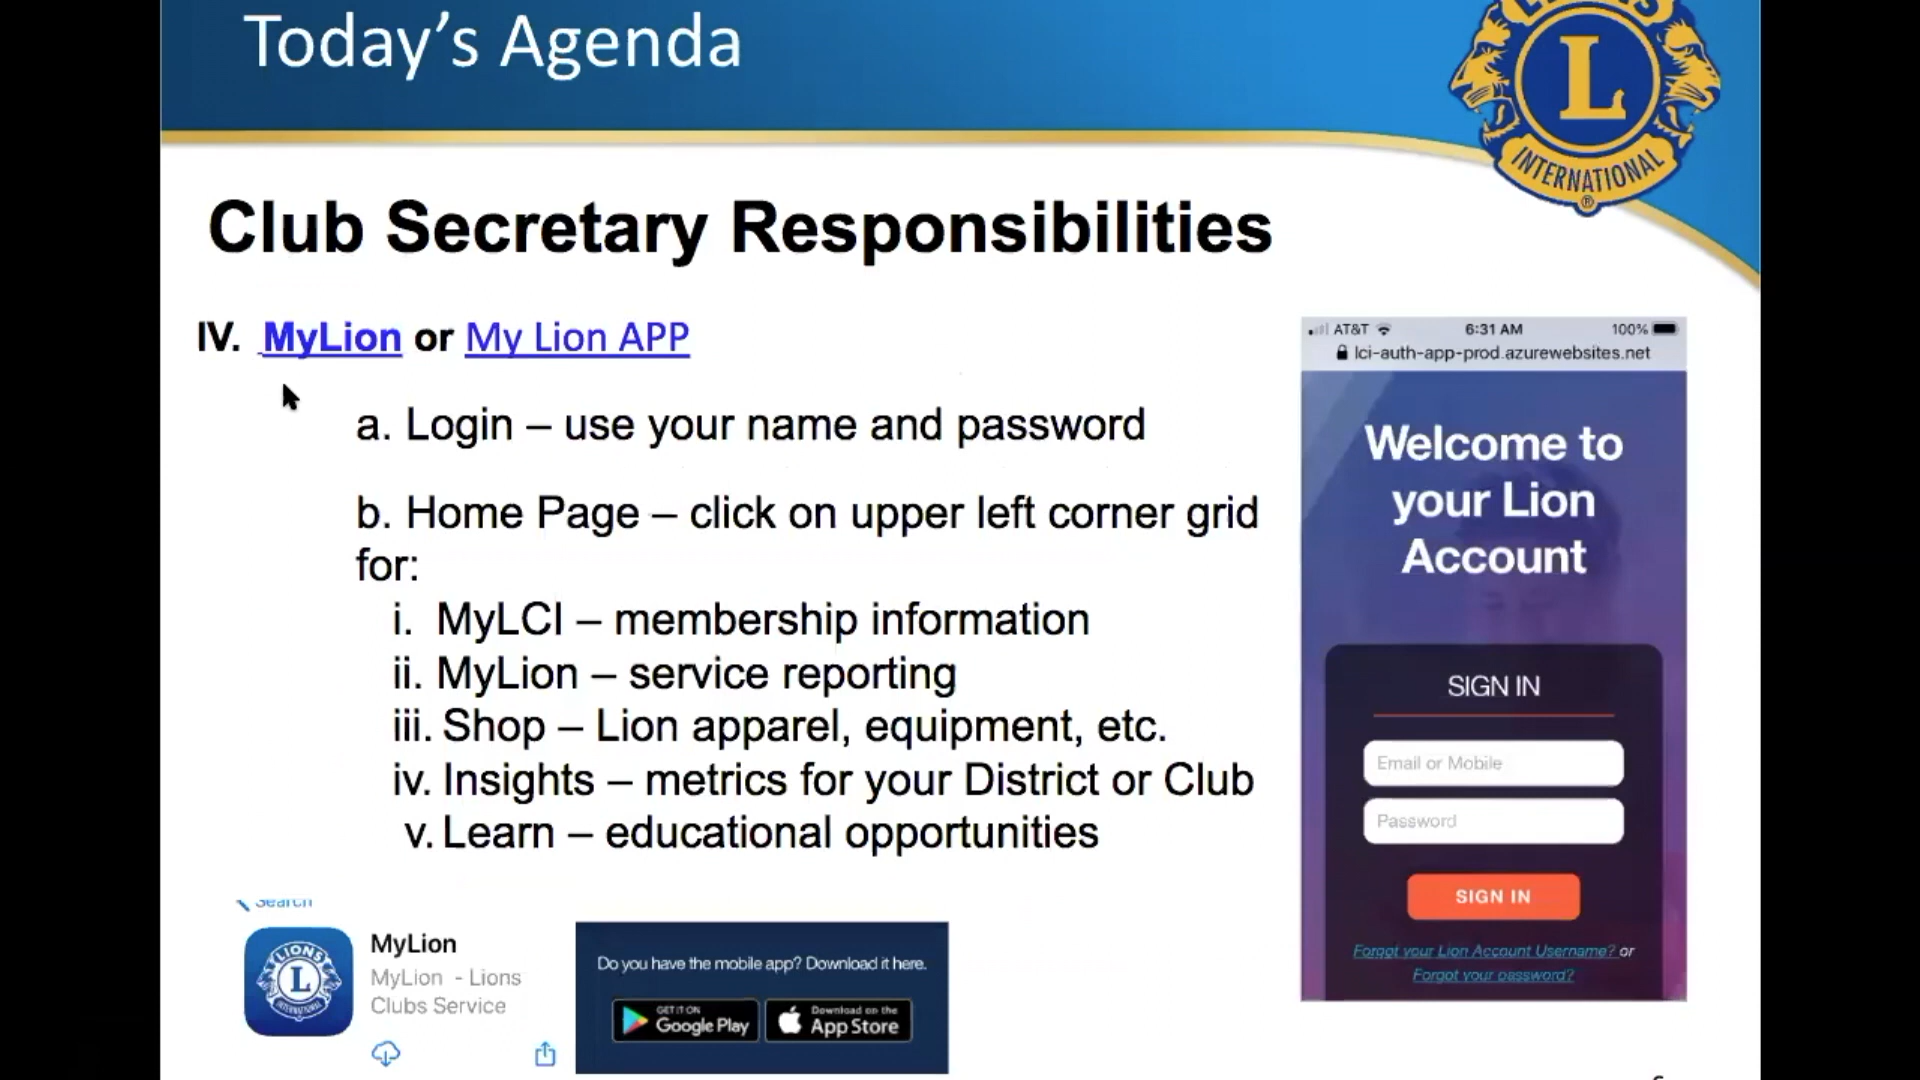 Today's Agenda
LIONS
L
INTERNATIONAL
®
Club Secretary Responsibilities
IV. MyLion or My Lion APP
a. Login – use your name and password
b. Home Page – click on upper left corner grid
for:
i. MyLCI – membership information
ii. MyLion – service reporting
iii. Shop – Lion apparel, equipment, etc.
iv. Insights – metrics for your District or Club
v. Learn – educational opportunities
AT&T 6:31 AM 100%
lci-auth-app-prod.azurewebsites.net
Welcome to
your Lion
Account
SIGN IN
Email or Mobile
Password
SIGN IN
Forgot your Lion Account Username? or
Forgot your password?
Search
LIONS
L
INTERNATIONAL
MyLion
MyLion - Lions
Clubs Service
Do you have the mobile app? Download it here.
GET IT ON
Google Play
Download on the
App Store